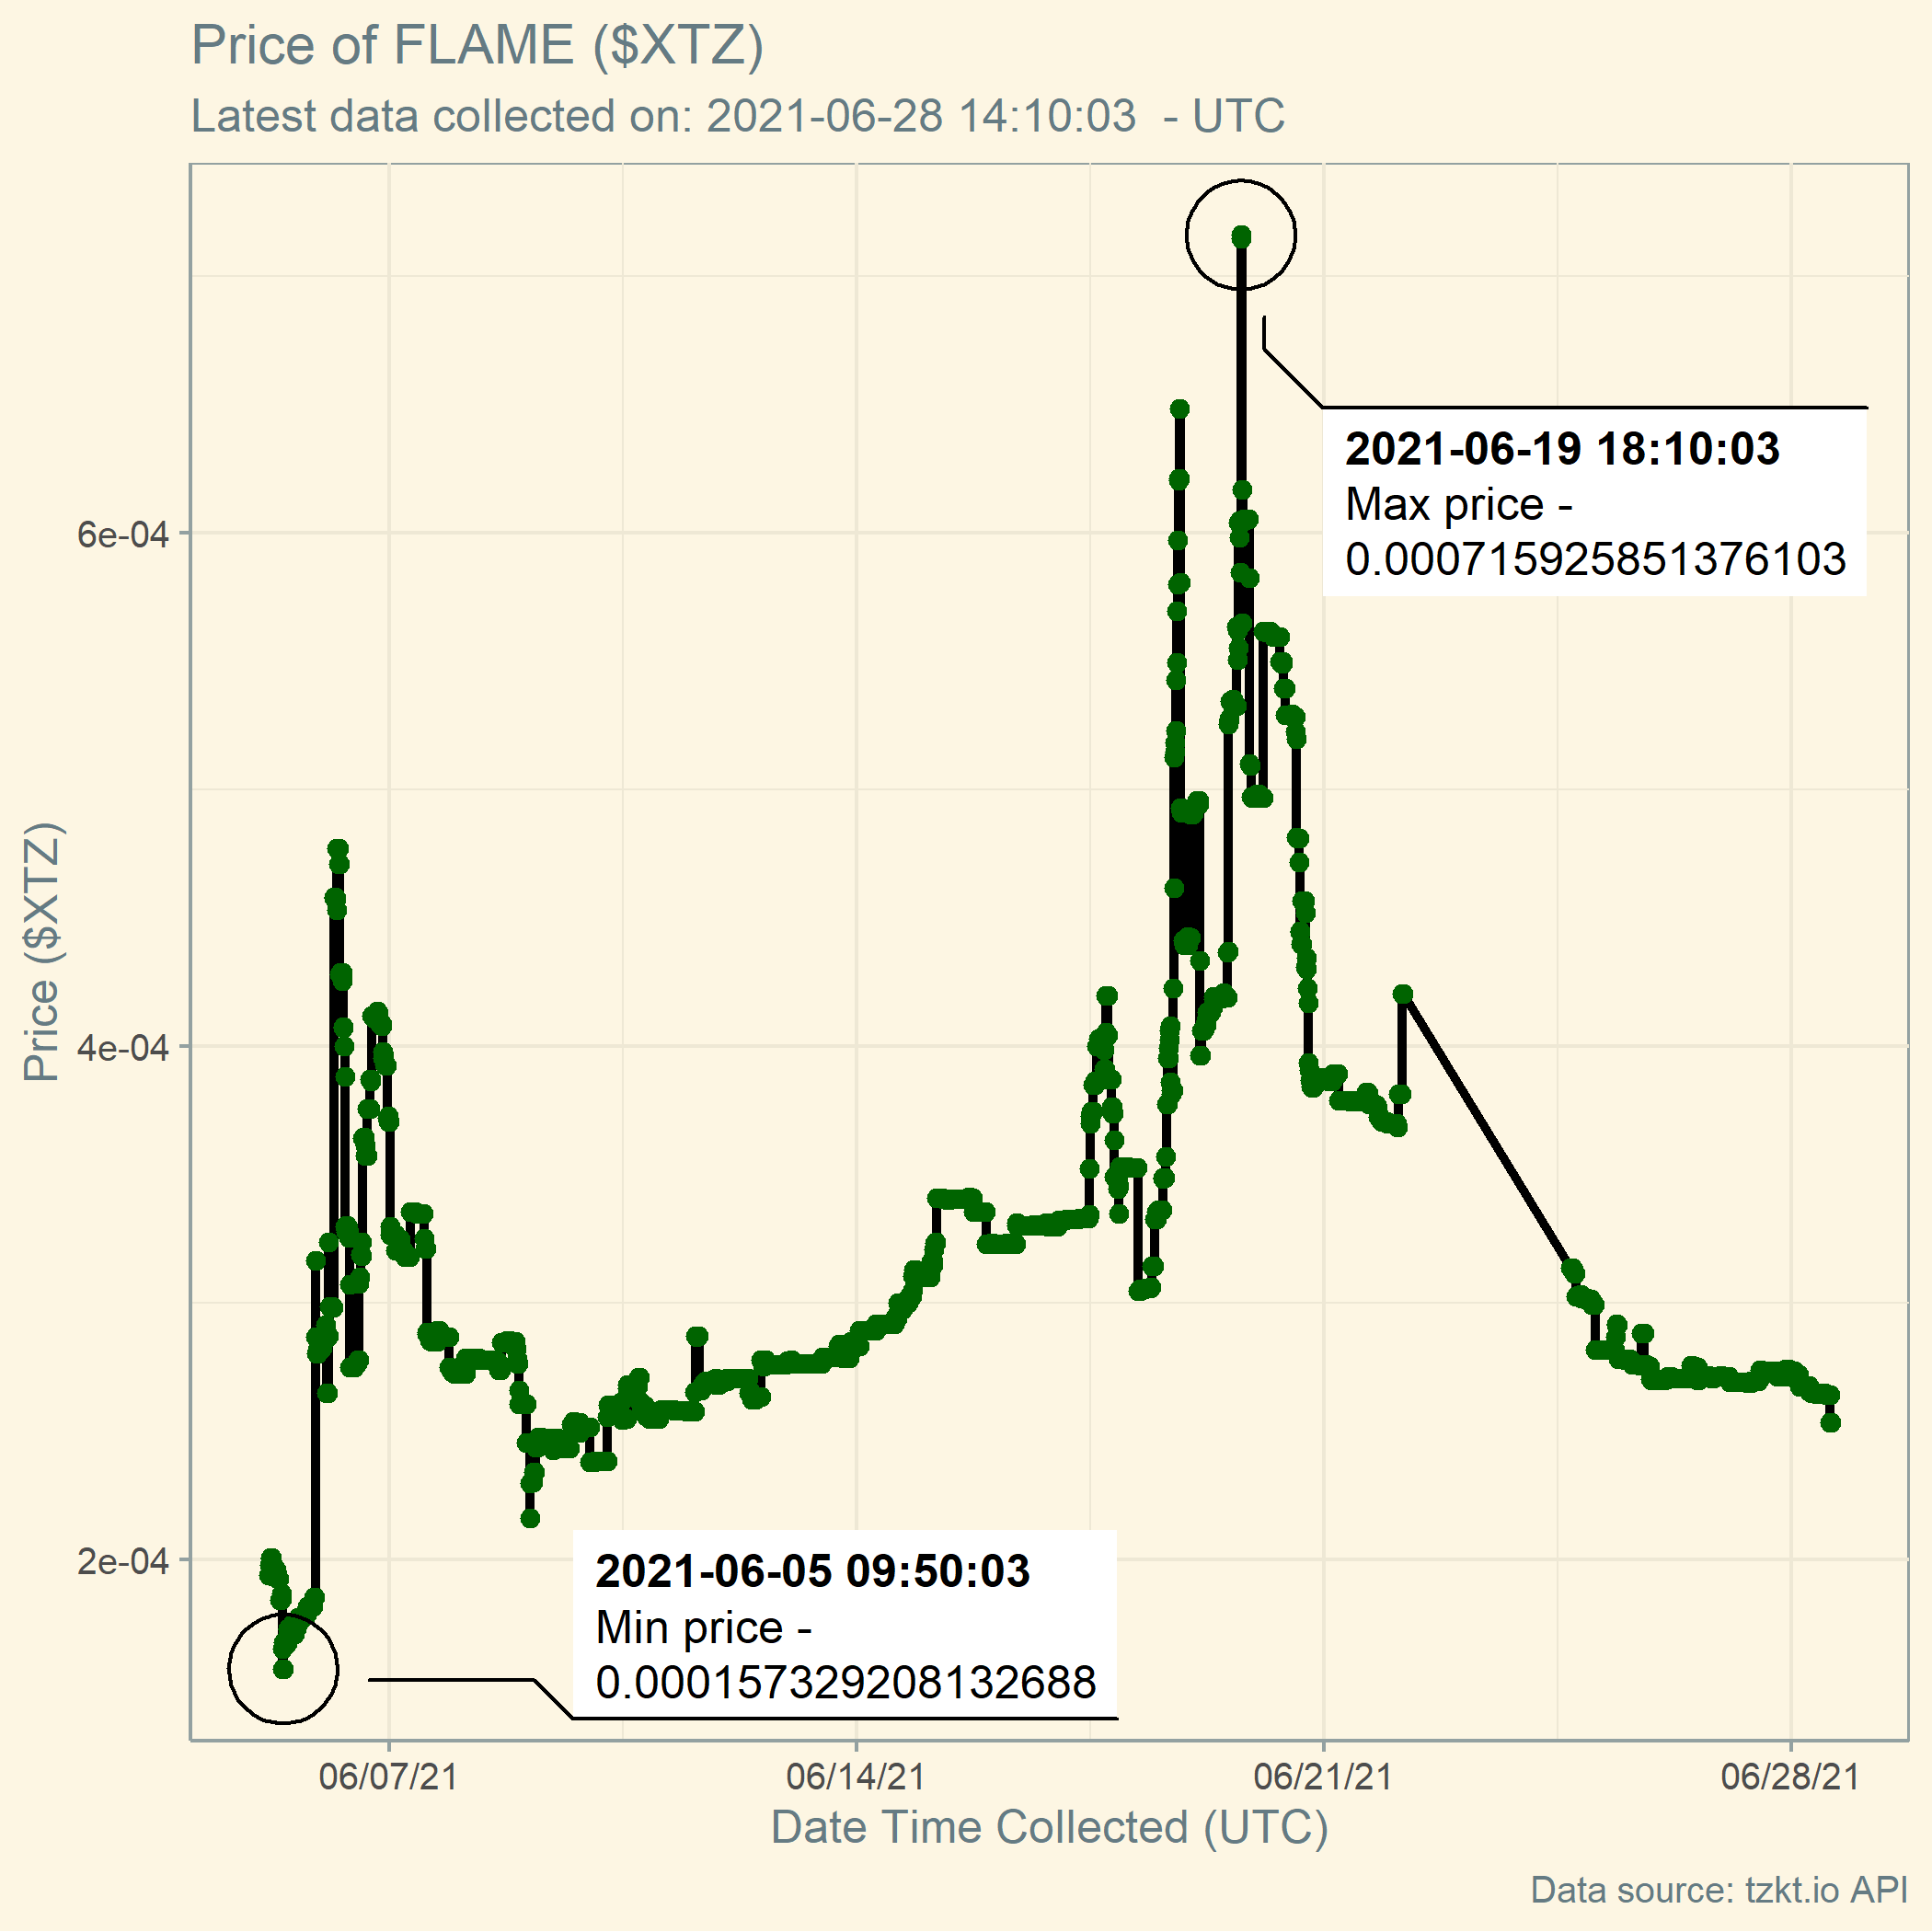 Price of FLAME ($XTZ)
Latest data collected on: 2021-06-28 14:10:03  - UTC
2021-06-19 18:10:03
Max price -
0.000715925851376103
6e-04
Price ($XTZ)
4e-04
2e-04
2021-06-05 09:50:03
Min price -
0.000157329208132688
06/07/21
06/14/21
06/21/21
06/28/21
Date Time Collected (UTC)
Data source: tzkt.io API